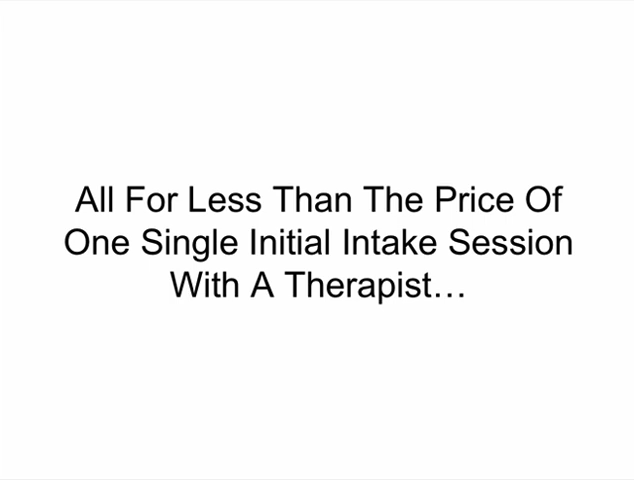 All For Less Than The Price Of
One Single Initial Intake Session
With A Therapist…